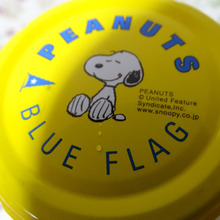 PEANUTS
PEANUTS
© United Feature
Syndicate,Inc.
www.snoopy.co.jp
BLUE FLAG